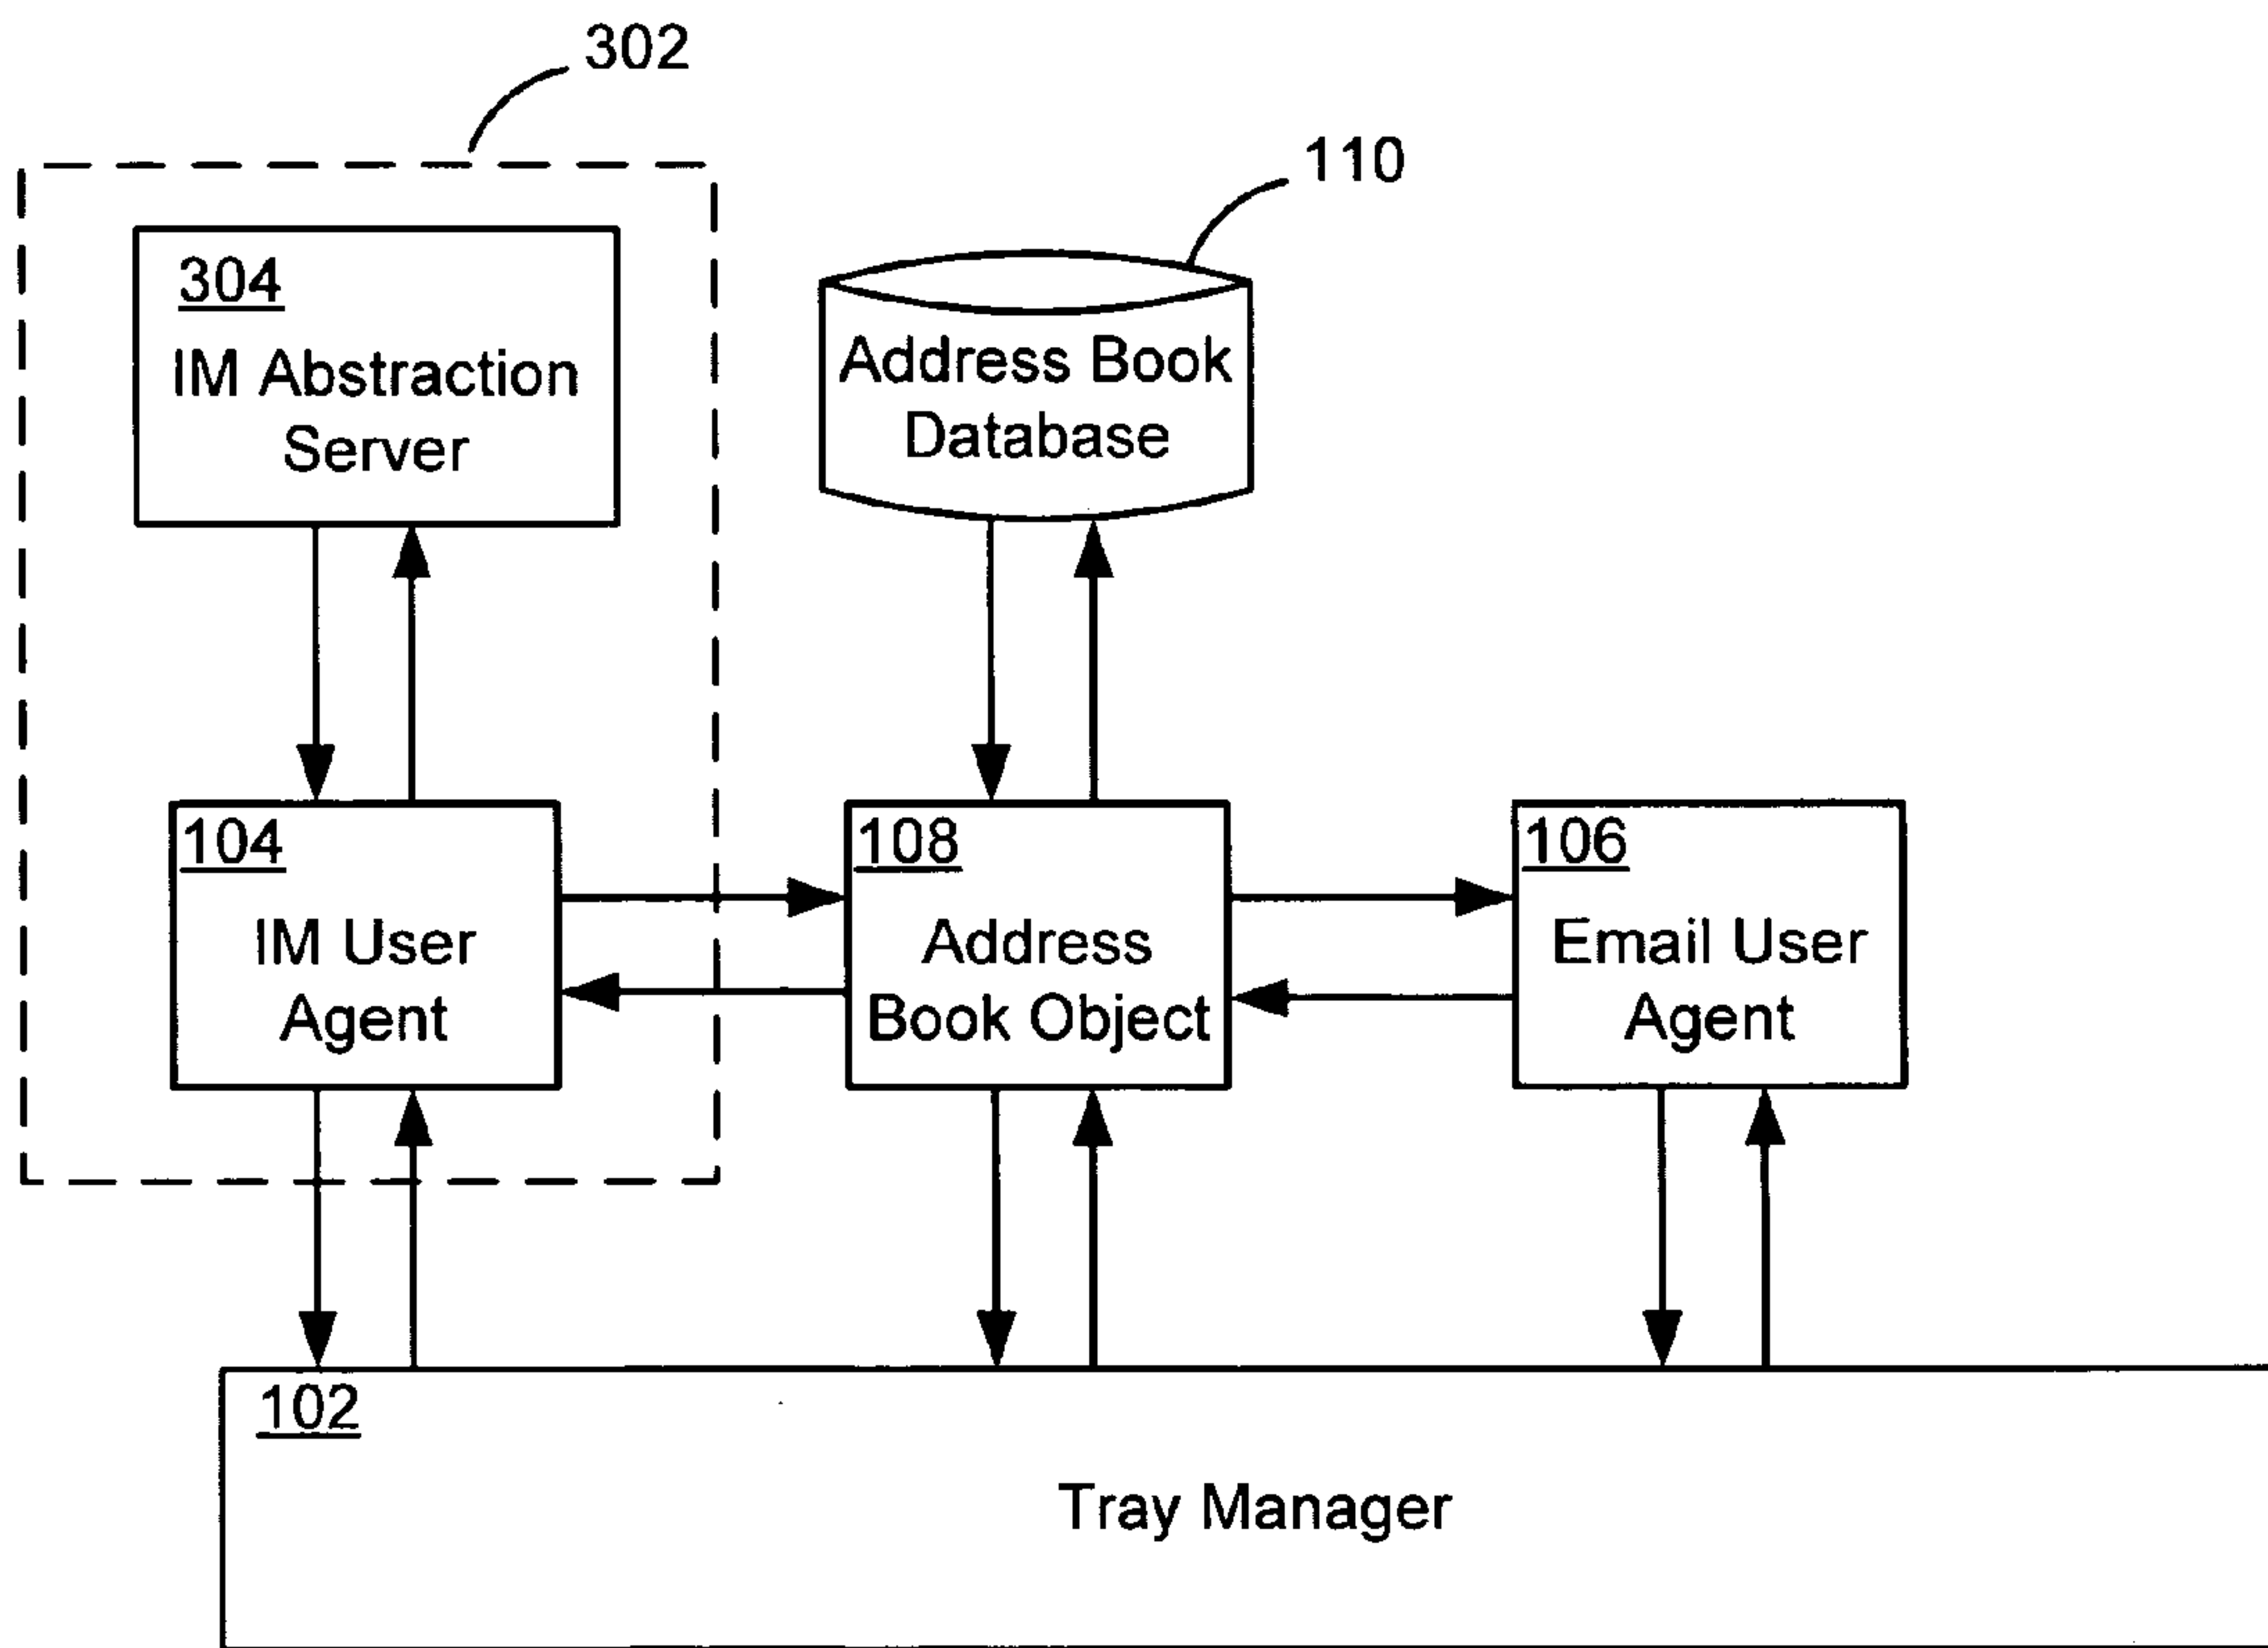 302
110
304
IM Abstraction
Server
Address Book
Database
104
IM User
Agent
108
Address
Book Object
106
Email User
Agent
102
Tray Manager